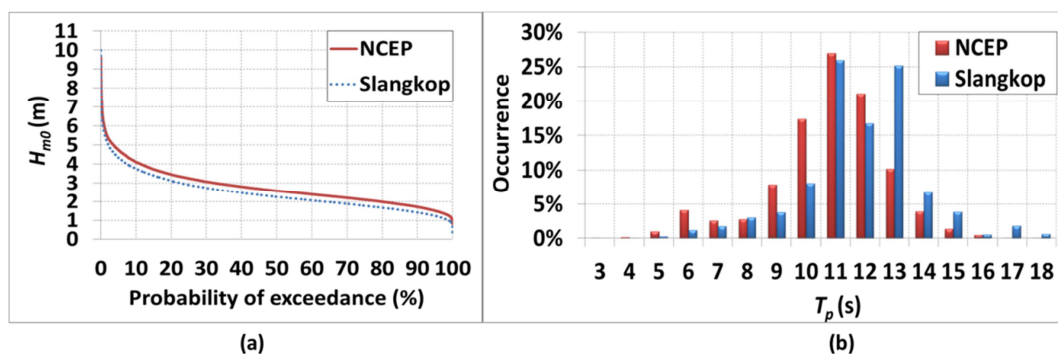 11
10
9
8
7
6
5
4
3
2
1
0
H_m0 (m)
NCEP
Slangkop
0 10 20 30 40 50 60 70 80 90 100
Probability of exceedance (%)
(a)
30%
25%
20%
15%
10%
5%
0%
Occurrence
NCEP
Slangkop
3 4 5 6 7 8 9 10 11 12 13 14 15 16 17 18
T_p (s)
(b)